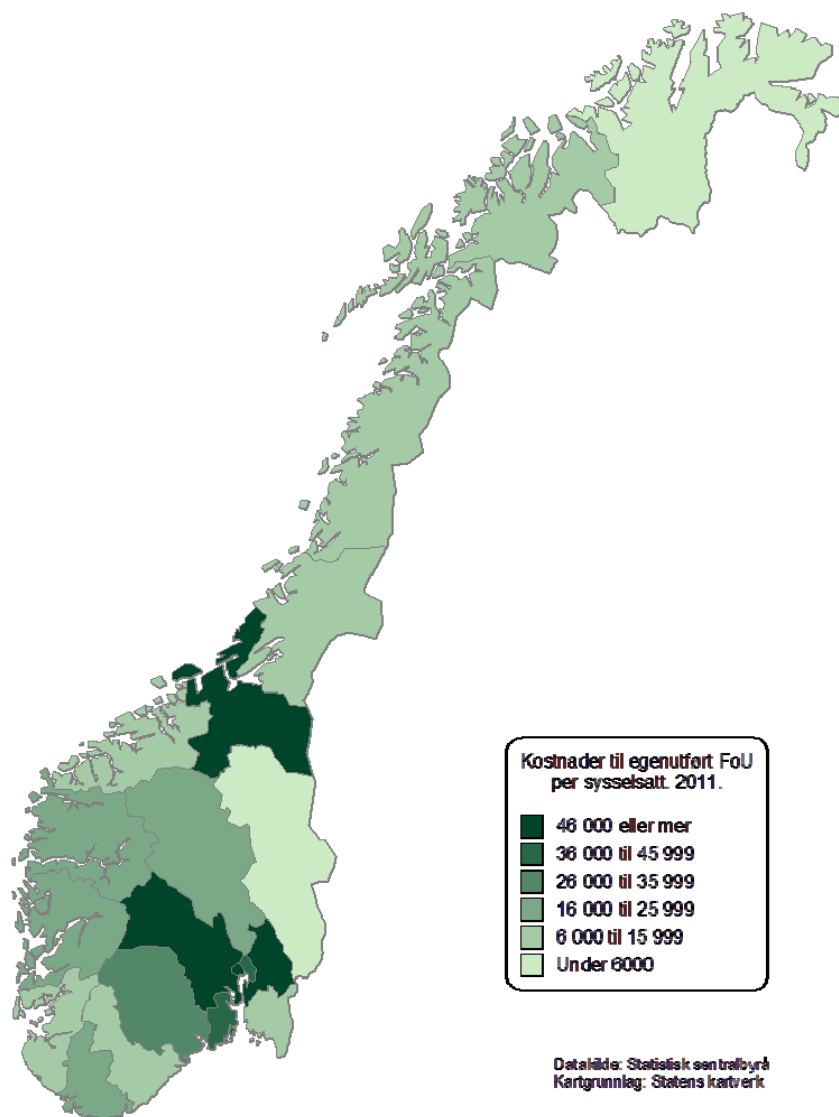 Kostnader til egenutført FoU
per sysselsatt. 2011.
46 000 eller mer
36 000 til 45 999
26 000 til 35 999
16 000 til 25 999
6 000 til 15 999
Under 6000
Datakilde: Statistisk sentralbyrå
Kartgrunnlag: Statens kartverk